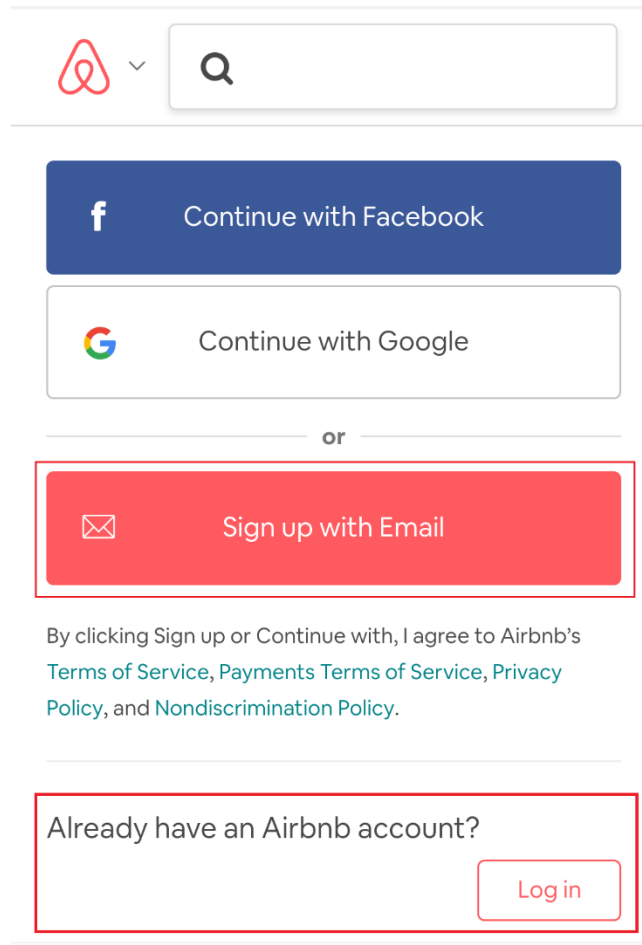 Continue with Facebook
Continue with Google
or
Sign up with Email
By clicking Sign up or Continue with, I agree to Airbnb’s
Terms of Service, Payments Terms of Service, Privacy
Policy, and Nondiscrimination Policy.
Already have an Airbnb account?
Log in